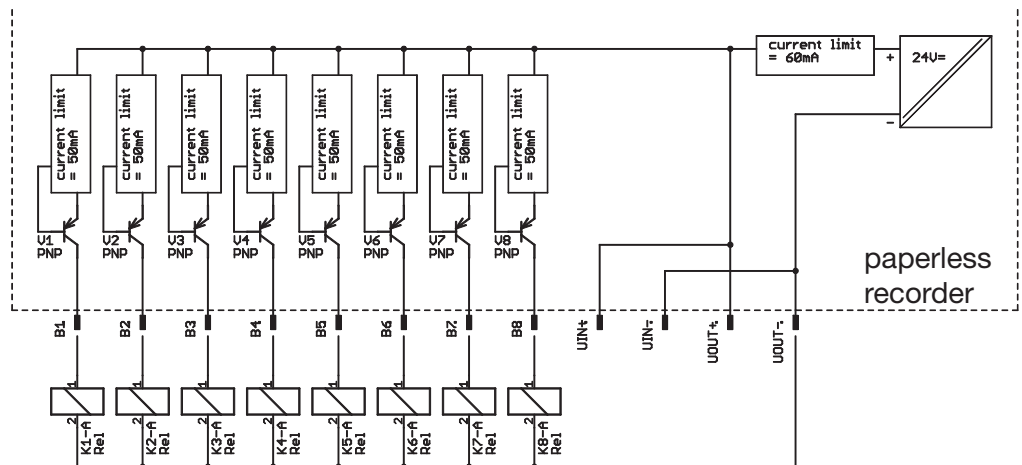 current limit
= 60mA
+
24V=
-
current limit
= 50mA
current limit
= 50mA
current limit
= 50mA
current limit
= 50mA
current limit
= 50mA
current limit
= 50mA
current limit
= 50mA
current limit
= 50mA
V1
PNP
V2
PNP
V3
PNP
V4
PNP
V5
PNP
V6
PNP
V7
PNP
V8
PNP
paperless
recorder
B1
B2
B3
B4
B5
B6
B7
B8
UIN+
UIN-
UOUT+
UOUT-
1
2
K1-A
Rel
1
2
K2-A
Rel
1
2
K3-A
Rel
1
2
K4-A
Rel
1
2
K5-A
Rel
1
2
K6-A
Rel
1
2
K7-A
Rel
1
2
K8-A
Rel